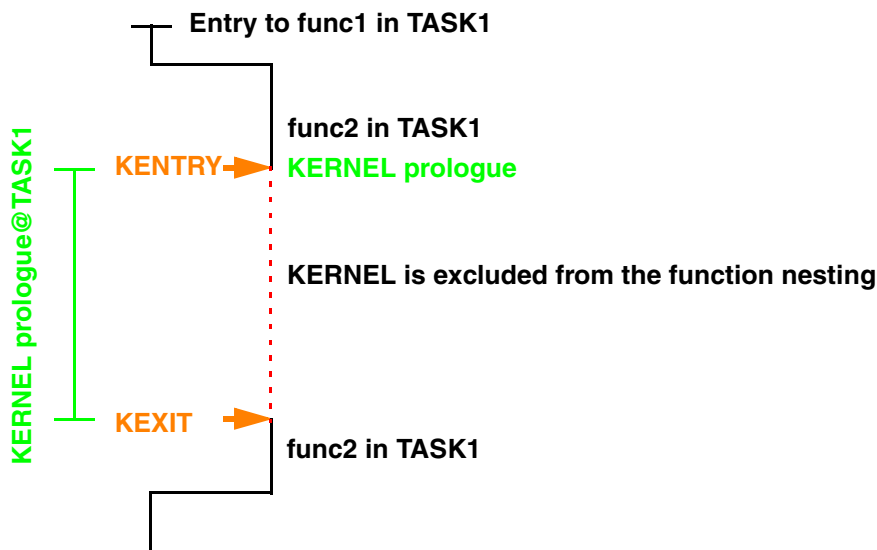 Entry to func1 in TASK1
func2 in TASK1
KENTRY
KERNEL prologue
KERNEL prologue@TASK1
KERNEL is excluded from the function nesting
KEXIT
func2 in TASK1